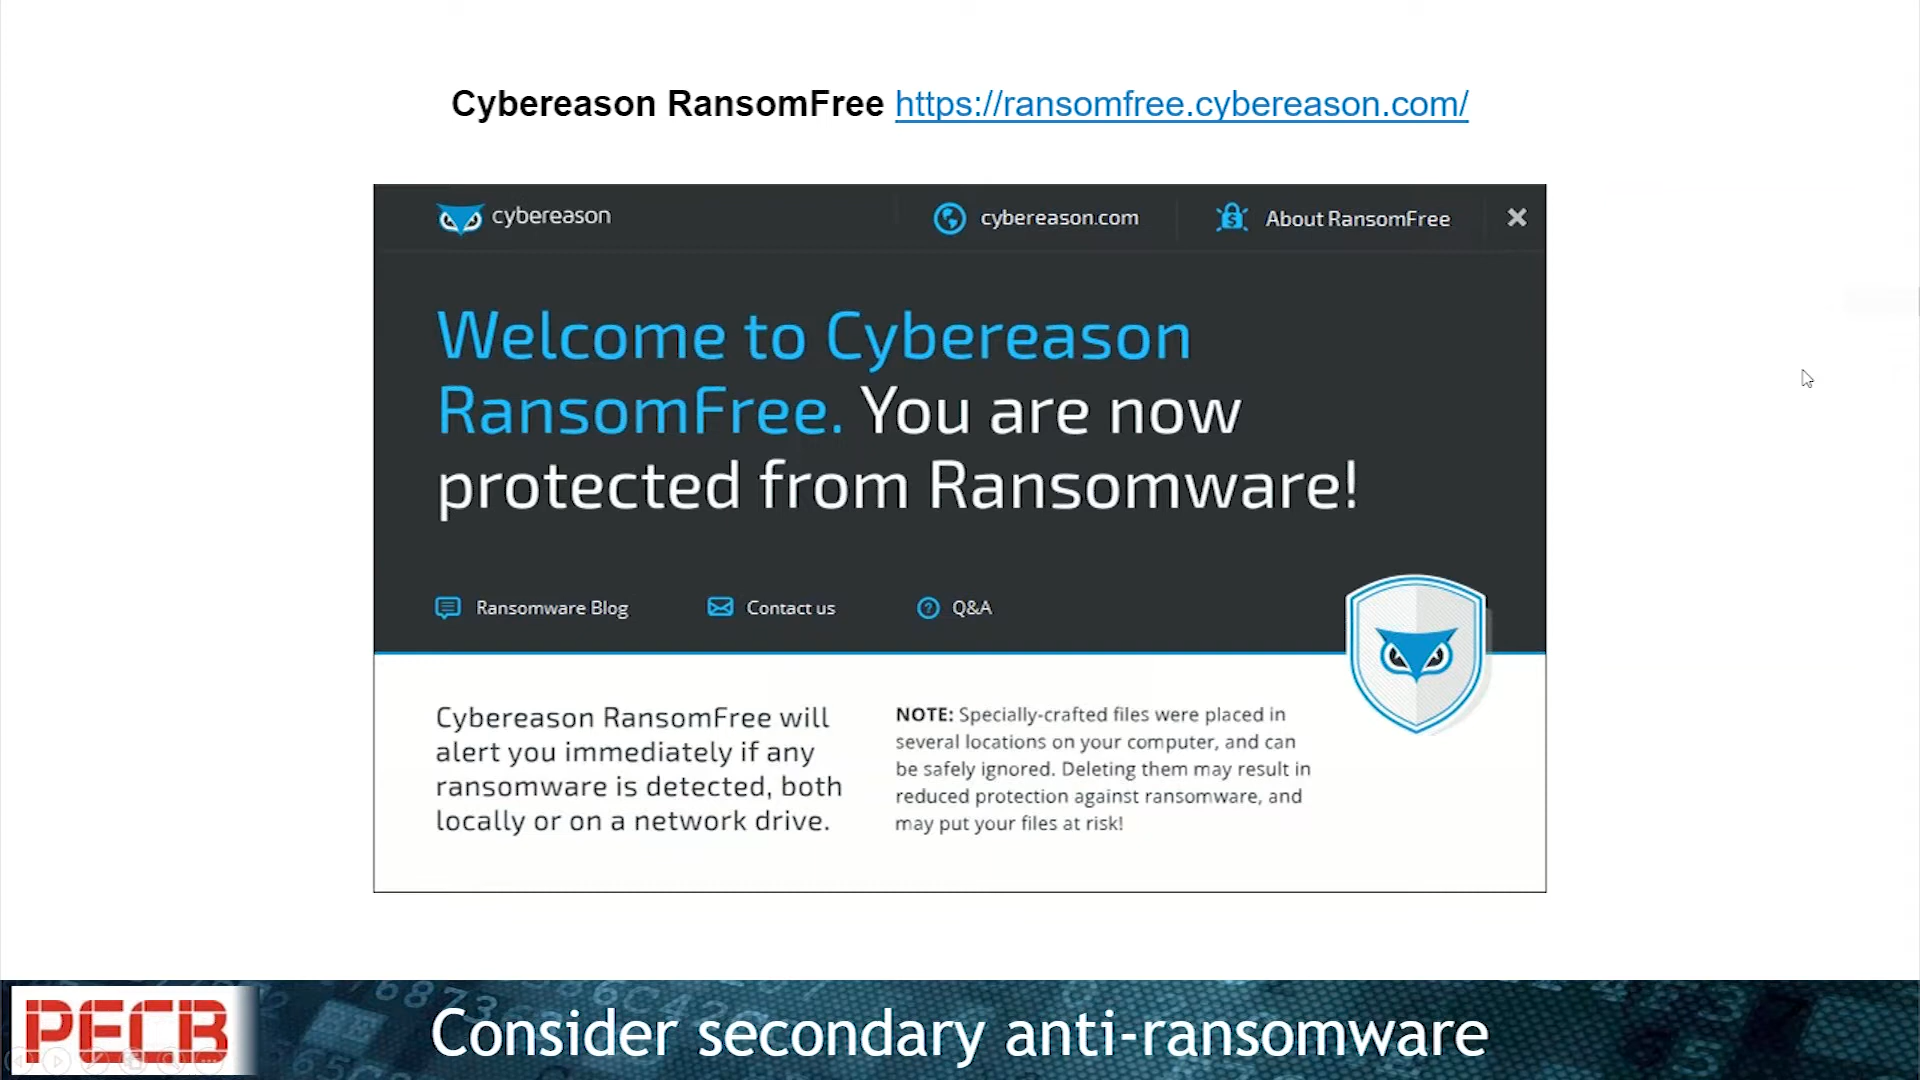 Cybereason RansomFree https://ransomfree.cybereason.com/
cybereason
cybereason.com
About RansomFree
Welcome to Cybereason
RansomFree. You are now
protected from Ransomware!
Ransomware Blog
Contact us
Q&A
Cybereason RansomFree will
alert you immediately if any
ransomware is detected, both
locally or on a network drive.
NOTE: Specially-crafted files were placed in
several locations on your computer, and can
be safely ignored. Deleting them may result in
reduced protection against ransomware, and
may put your files at risk!
PECB
Consider secondary anti-ransomware